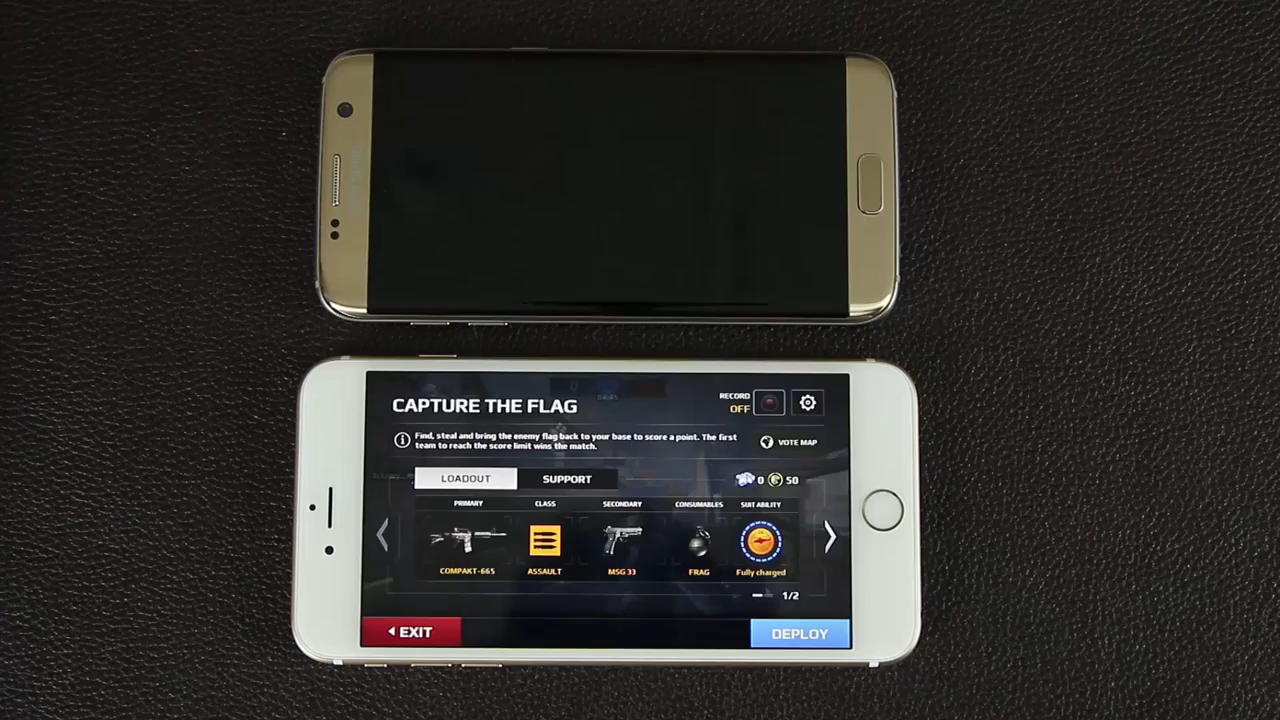 CAPTURE THE FLAG
RECORD
OFF
Find, steal and bring the enemy flag back to your base to score a point. The first
team to reach the score limit wins the match.
VOTE MAP
LOADOUT
SUPPORT
0
50
PRIMARY
CLASS
SECONDARY
CONSUMABLES
SUIT ABILITY
COMPAKT-665
ASSAULT
MSG 33
FRAG
Fully charged
1/2
EXIT
DEPLOY